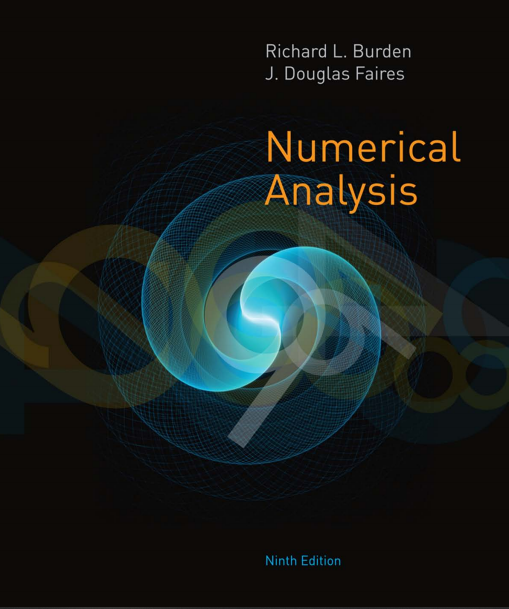 Richard L. Burden
J. Douglas Faires
Numerical
Analysis
Ninth Edition